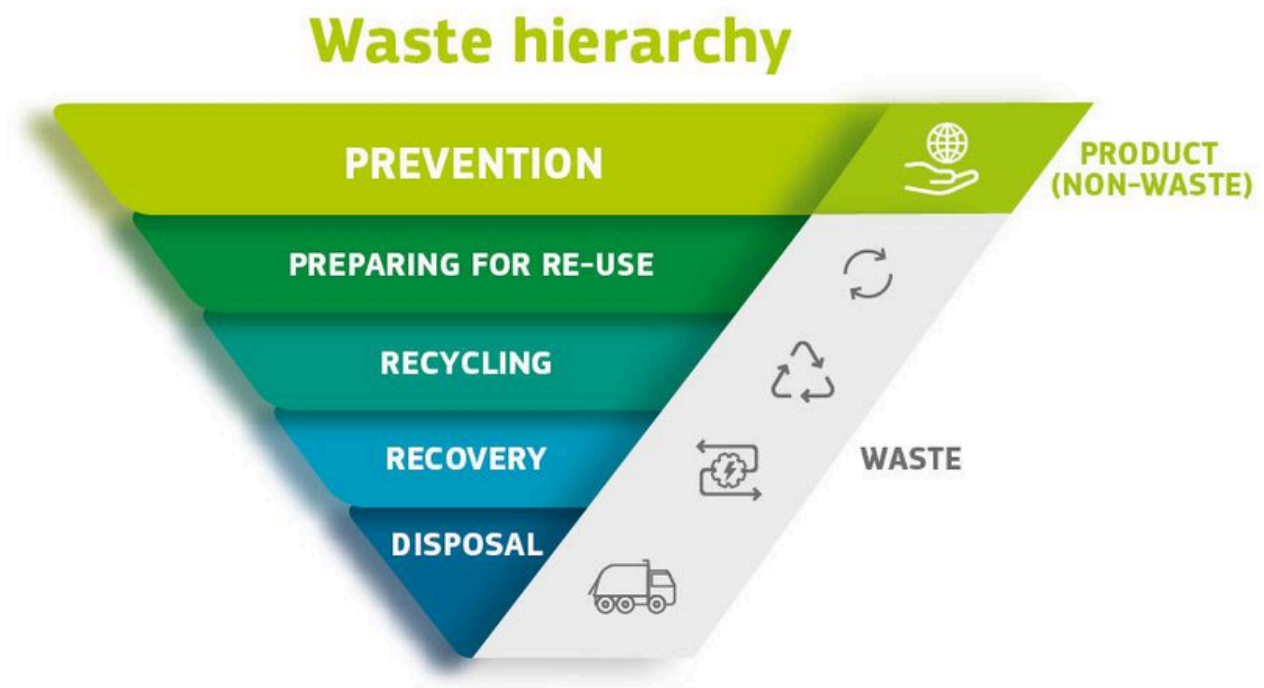 Waste hierarchy
PREVENTION
PRODUCT
(NON-WASTE)
PREPARING FOR RE-USE
RECYCLING
RECOVERY
WASTE
DISPOSAL